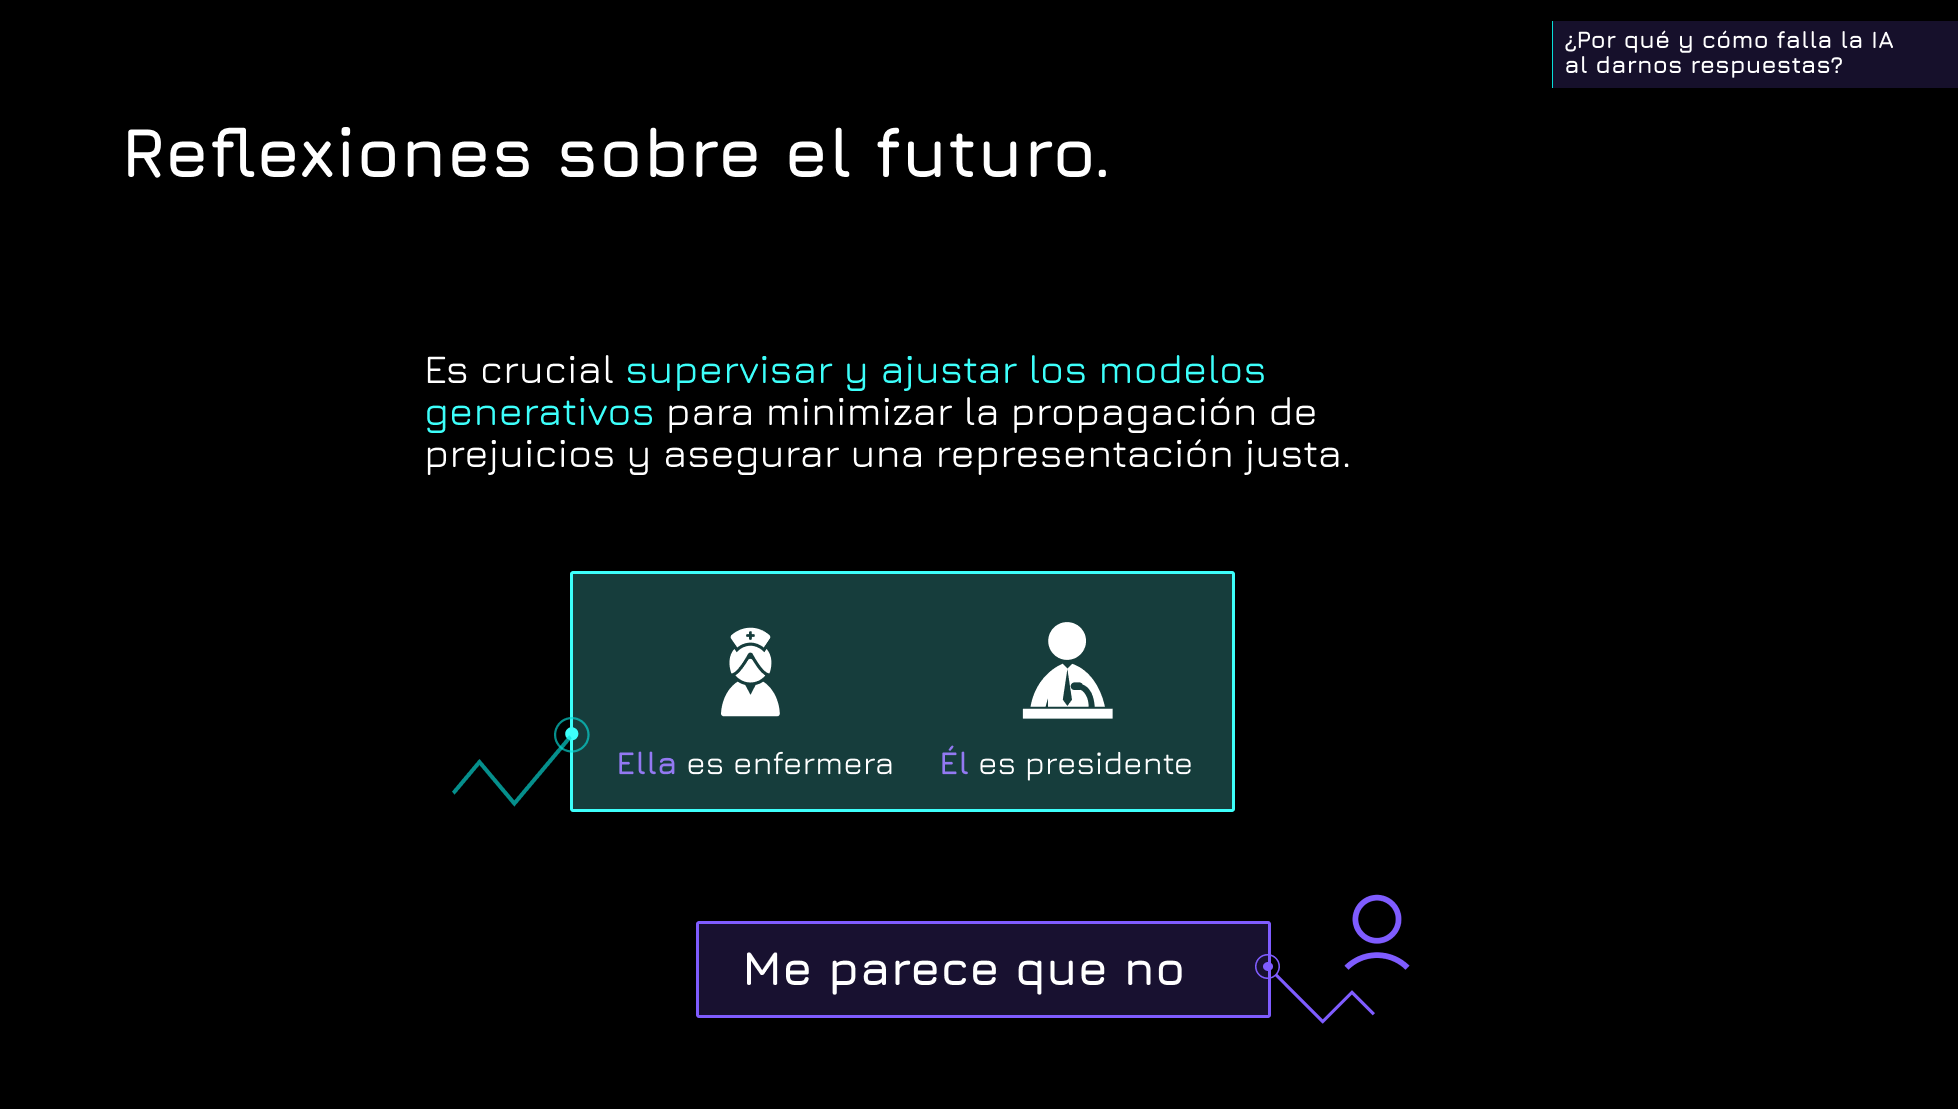 ¿Por qué y cómo falla la IA
al darnos respuestas?
Reflexiones sobre el futuro.
Es crucial supervisar y ajustar los modelos
generativos para minimizar la propagación de
prejuicios y asegurar una representación justa.
Ella es enfermera
Él es presidente
Me parece que no